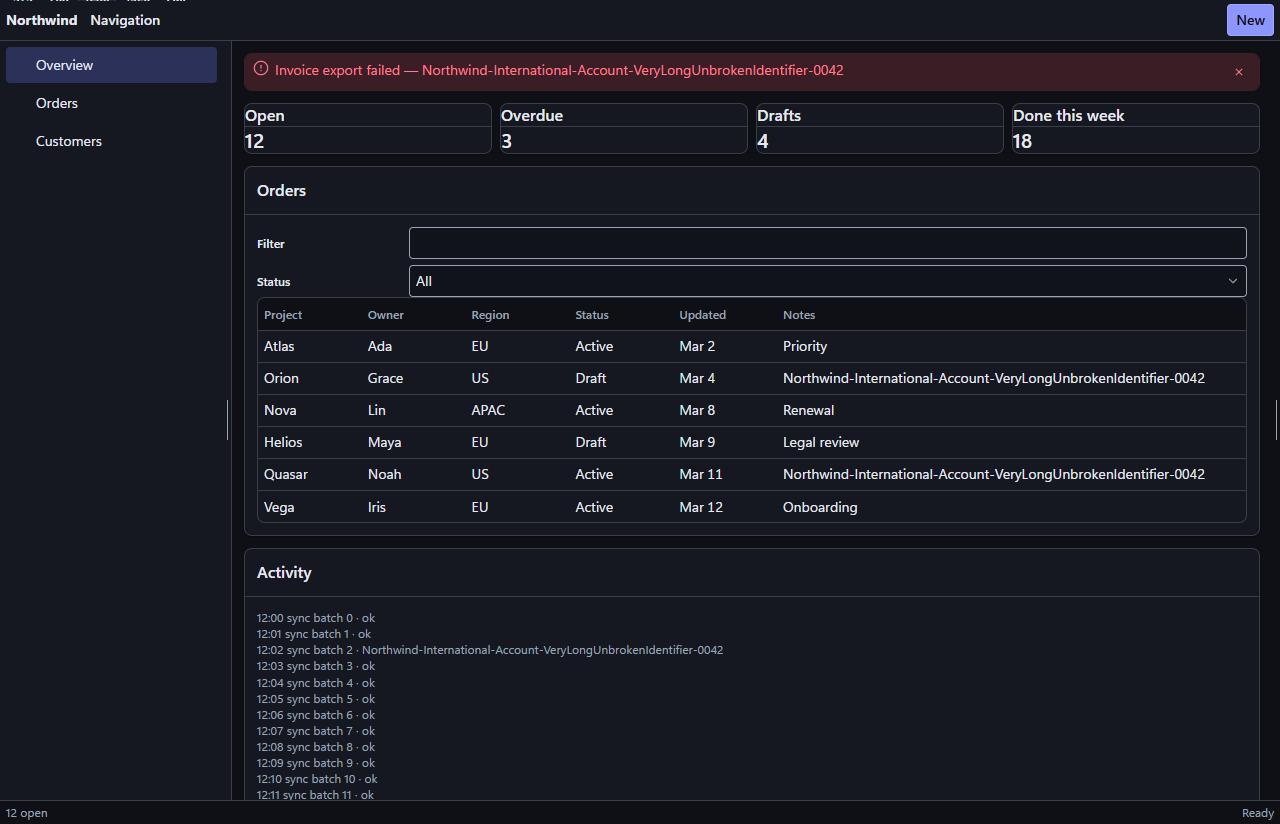 Northwind Navigation New
Overview
Orders
Customers
Invoice export failed — Northwind-International-Account-VeryLongUnbrokenIdentifier-0042 ×
Open Overdue Drafts Done this week
12 3 4 18
Orders
Filter
Status All
Project Owner Region Status Updated Notes
Atlas Ada EU Active Mar 2 Priority
Orion Grace US Draft Mar 4 Northwind-International-Account-VeryLongUnbrokenIdentifier-0042
Nova Lin APAC Active Mar 8 Renewal
Helios Maya EU Draft Mar 9 Legal review
Quasar Noah US Active Mar 11 Northwind-International-Account-VeryLongUnbrokenIdentifier-0042
Vega Iris EU Active Mar 12 Onboarding
Activity
12:00 sync batch 0 · ok
12:01 sync batch 1 · ok
12:02 sync batch 2 · Northwind-International-Account-VeryLongUnbrokenIdentifier-0042
12:03 sync batch 3 · ok
12:04 sync batch 4 · ok
12:05 sync batch 5 · ok
12:06 sync batch 6 · ok
12:07 sync batch 7 · ok
12:08 sync batch 8 · ok
12:09 sync batch 9 · ok
12:10 sync batch 10 · ok
12:11 sync batch 11 · ok
12 open Ready